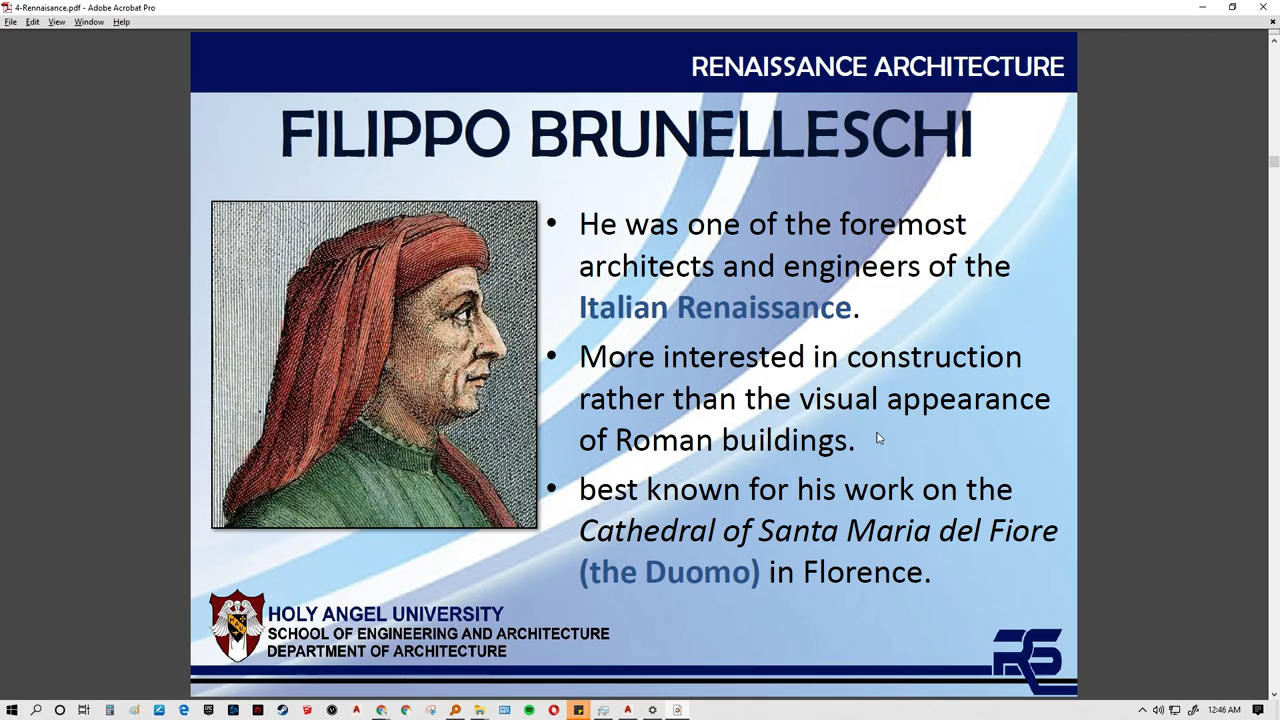 4-Rennaisance.pdf - Adobe Acrobat Pro
File Edit View Window Help
RENAISSANCE ARCHITECTURE
FILIPPO BRUNELLESCHI
• He was one of the foremost
architects and engineers of the
Italian Renaissance.
• More interested in construction
rather than the visual appearance
of Roman buildings.
• best known for his work on the
Cathedral of Santa Maria del Fiore
(the Duomo) in Florence.
HOLY ANGEL UNIVERSITY
SCHOOL OF ENGINEERING AND ARCHITECTURE
DEPARTMENT OF ARCHITECTURE
RS
12:46 AM